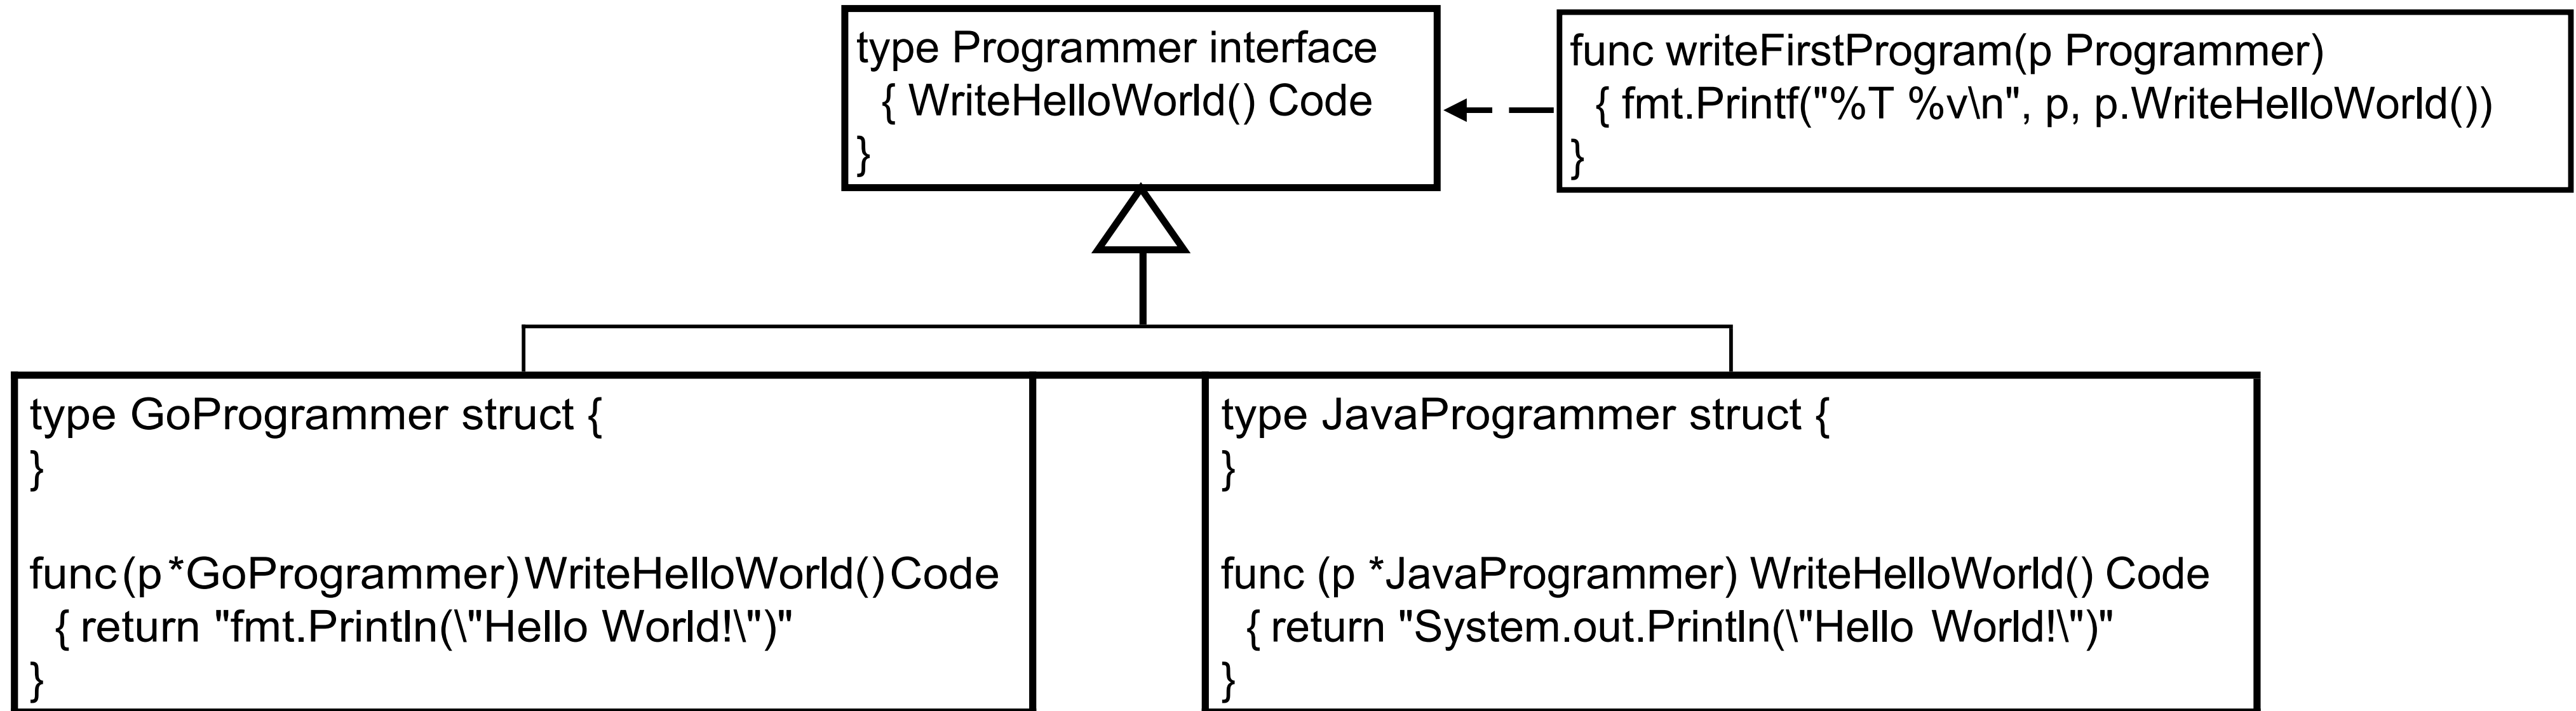 type Programmer interface
{ WriteHelloWorld() Code
}
func writeFirstProgram(p Programmer)
{ fmt.Printf("%T %v\n", p, p.WriteHelloWorld())
}
type GoProgrammer struct {
}
func (p *GoProgrammer) WriteHelloWorld() Code
{ return "fmt.Println(\"Hello World!\")"
}
type JavaProgrammer struct {
}
func (p *JavaProgrammer) WriteHelloWorld() Code
{ return "System.out.Println(\"Hello World!\")"
}